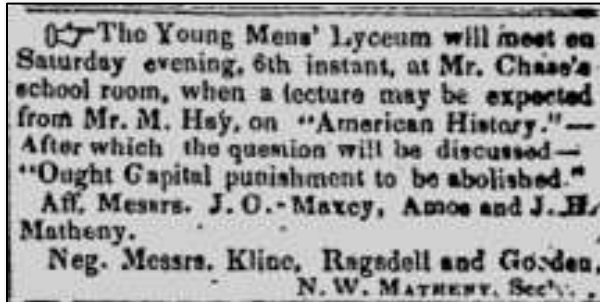 ☞The Young Mens' Lyceum will meet on
Saturday evening, 6th instant, at Mr. Chase's
school room, when a lecture may be expected
from Mr. M. Hay, on "American History."—
After which the quesion will be discussed—
"Ought Capital punishment to be abolished."
Aff. Messrs. J. C. Maxcy, Amos and J. H.
Matheny.
Neg. Messrs. Kline, Ragsdell and Gorden,
N. W. MATHENY, Sec'.